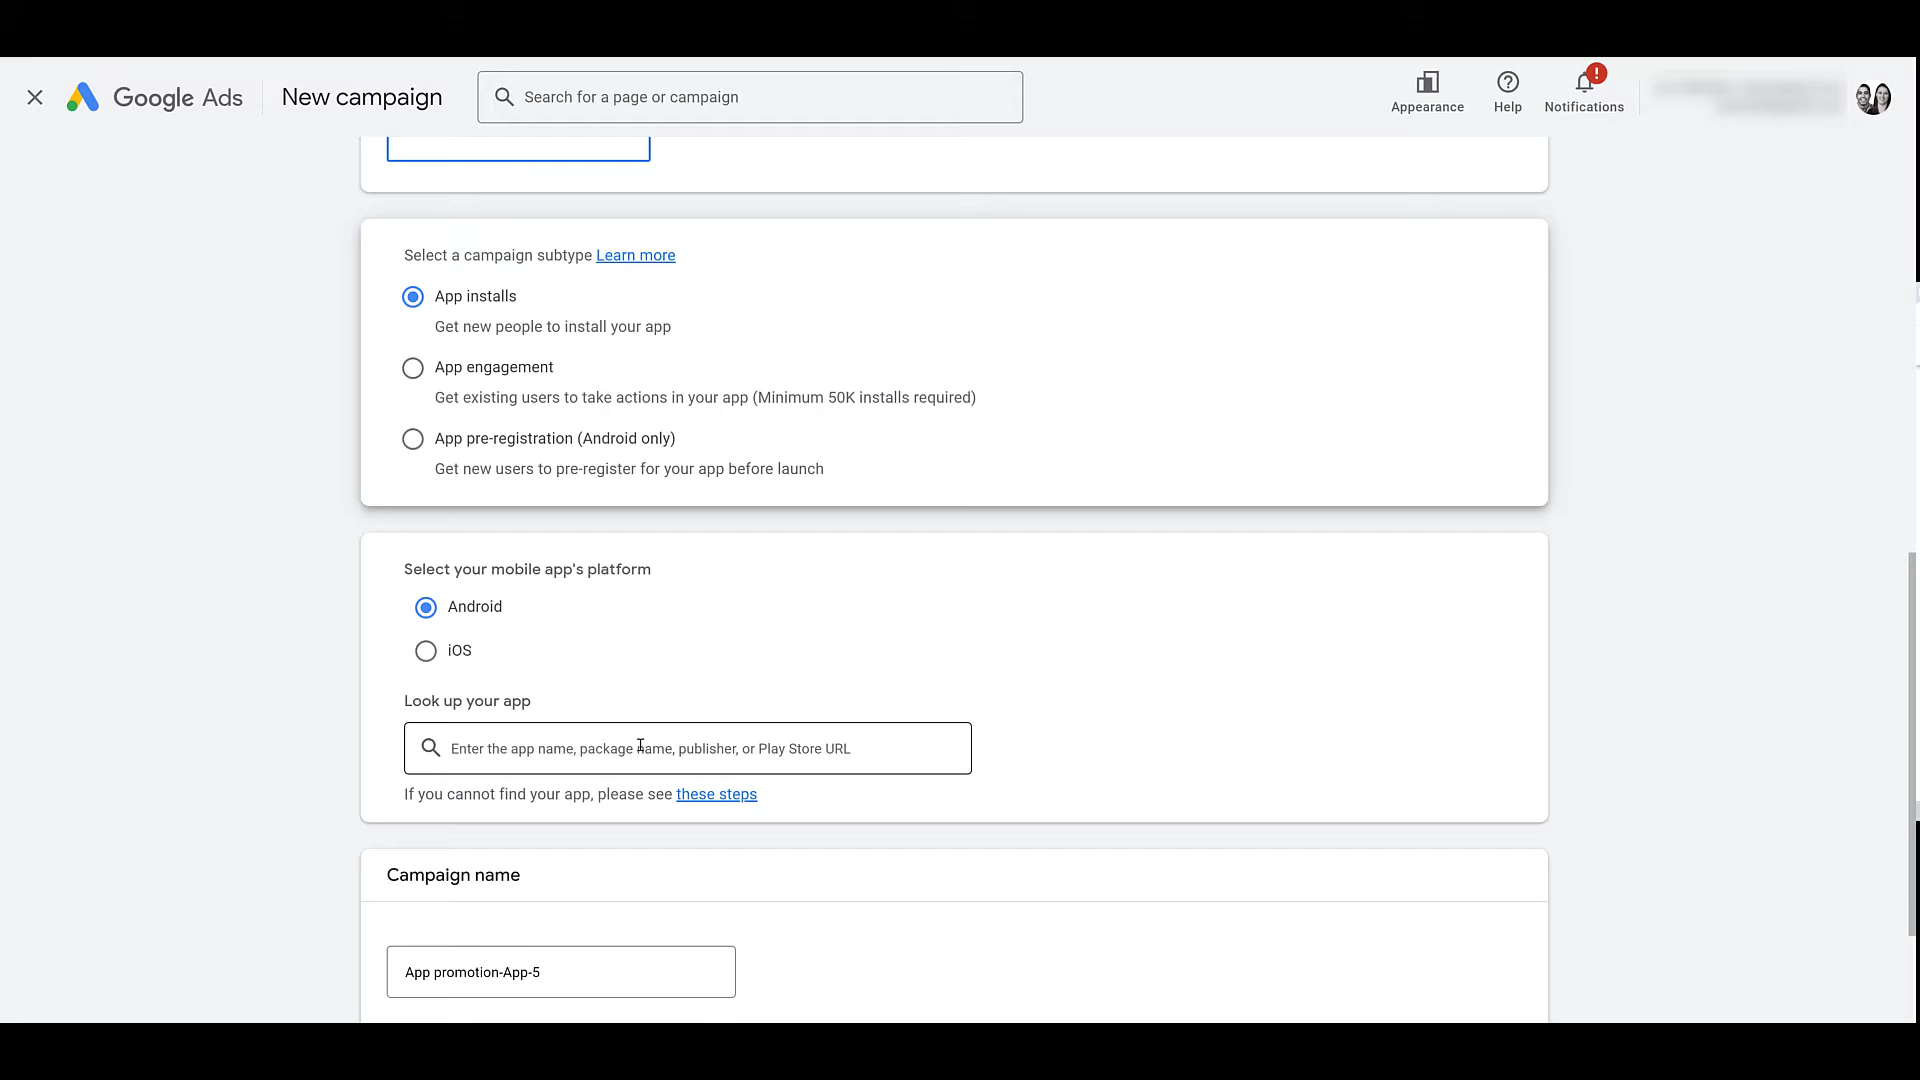 Google Ads
New campaign
Search for a page or campaign
Appearance
Help
!
Notifications
Select a campaign subtype Learn more
App installs
Get new people to install your app
App engagement
Get existing users to take actions in your app (Minimum 50K installs required)
App pre-registration (Android only)
Get new users to pre-register for your app before launch
Select your mobile app's platform
Android
iOS
Look up your app
Enter the app name, package name, publisher, or Play Store URL
If you cannot find your app, please see these steps
Campaign name
App promotion-App-5